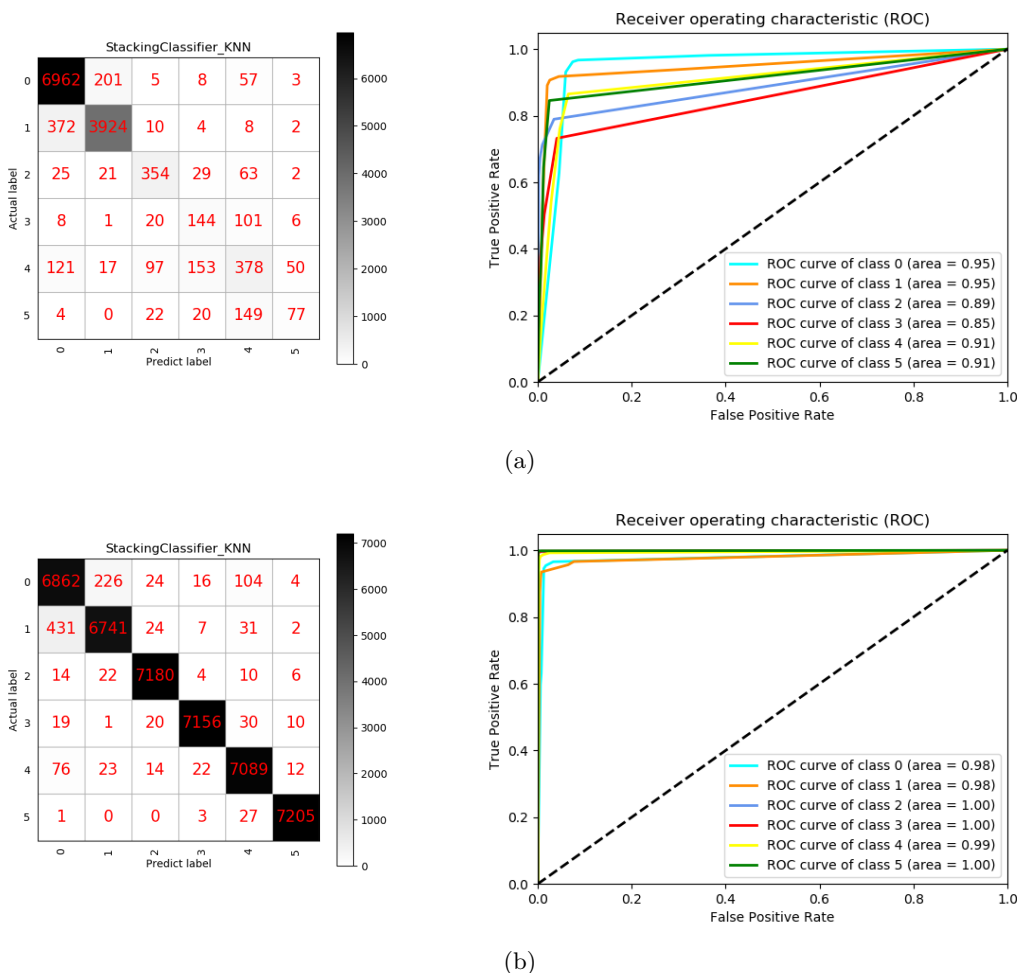 StackingClassifier_KNN
Actual label
0 6962 201 5 8 57 3
1 372 3924 10 4 8 2
2 25 21 354 29 63 2
3 8 1 20 144 101 6
4 121 17 97 153 378 50
5 4 0 22 20 149 77
0 1 2 3 4 5
Predict label
6000
5000
4000
3000
2000
1000
0
Receiver operating characteristic (ROC)
True Positive Rate
1.0
0.8
0.6
0.4
0.2
0.0
ROC curve of class 0 (area = 0.95)
ROC curve of class 1 (area = 0.95)
ROC curve of class 2 (area = 0.89)
ROC curve of class 3 (area = 0.85)
ROC curve of class 4 (area = 0.91)
ROC curve of class 5 (area = 0.91)
0.0 0.2 0.4 0.6 0.8 1.0
False Positive Rate
(a)
StackingClassifier_KNN
Actual label
0 6862 226 24 16 104 4
1 431 6741 24 7 31 2
2 14 22 7180 4 10 6
3 19 1 20 7156 30 10
4 76 23 14 22 7089 12
5 1 0 0 3 27 7205
0 1 2 3 4 5
Predict label
7000
6000
5000
4000
3000
2000
1000
0
Receiver operating characteristic (ROC)
True Positive Rate
1.0
0.8
0.6
0.4
0.2
0.0
ROC curve of class 0 (area = 0.98)
ROC curve of class 1 (area = 0.98)
ROC curve of class 2 (area = 1.00)
ROC curve of class 3 (area = 1.00)
ROC curve of class 4 (area = 0.99)
ROC curve of class 5 (area = 1.00)
0.0 0.2 0.4 0.6 0.8 1.0
False Positive Rate
(b)